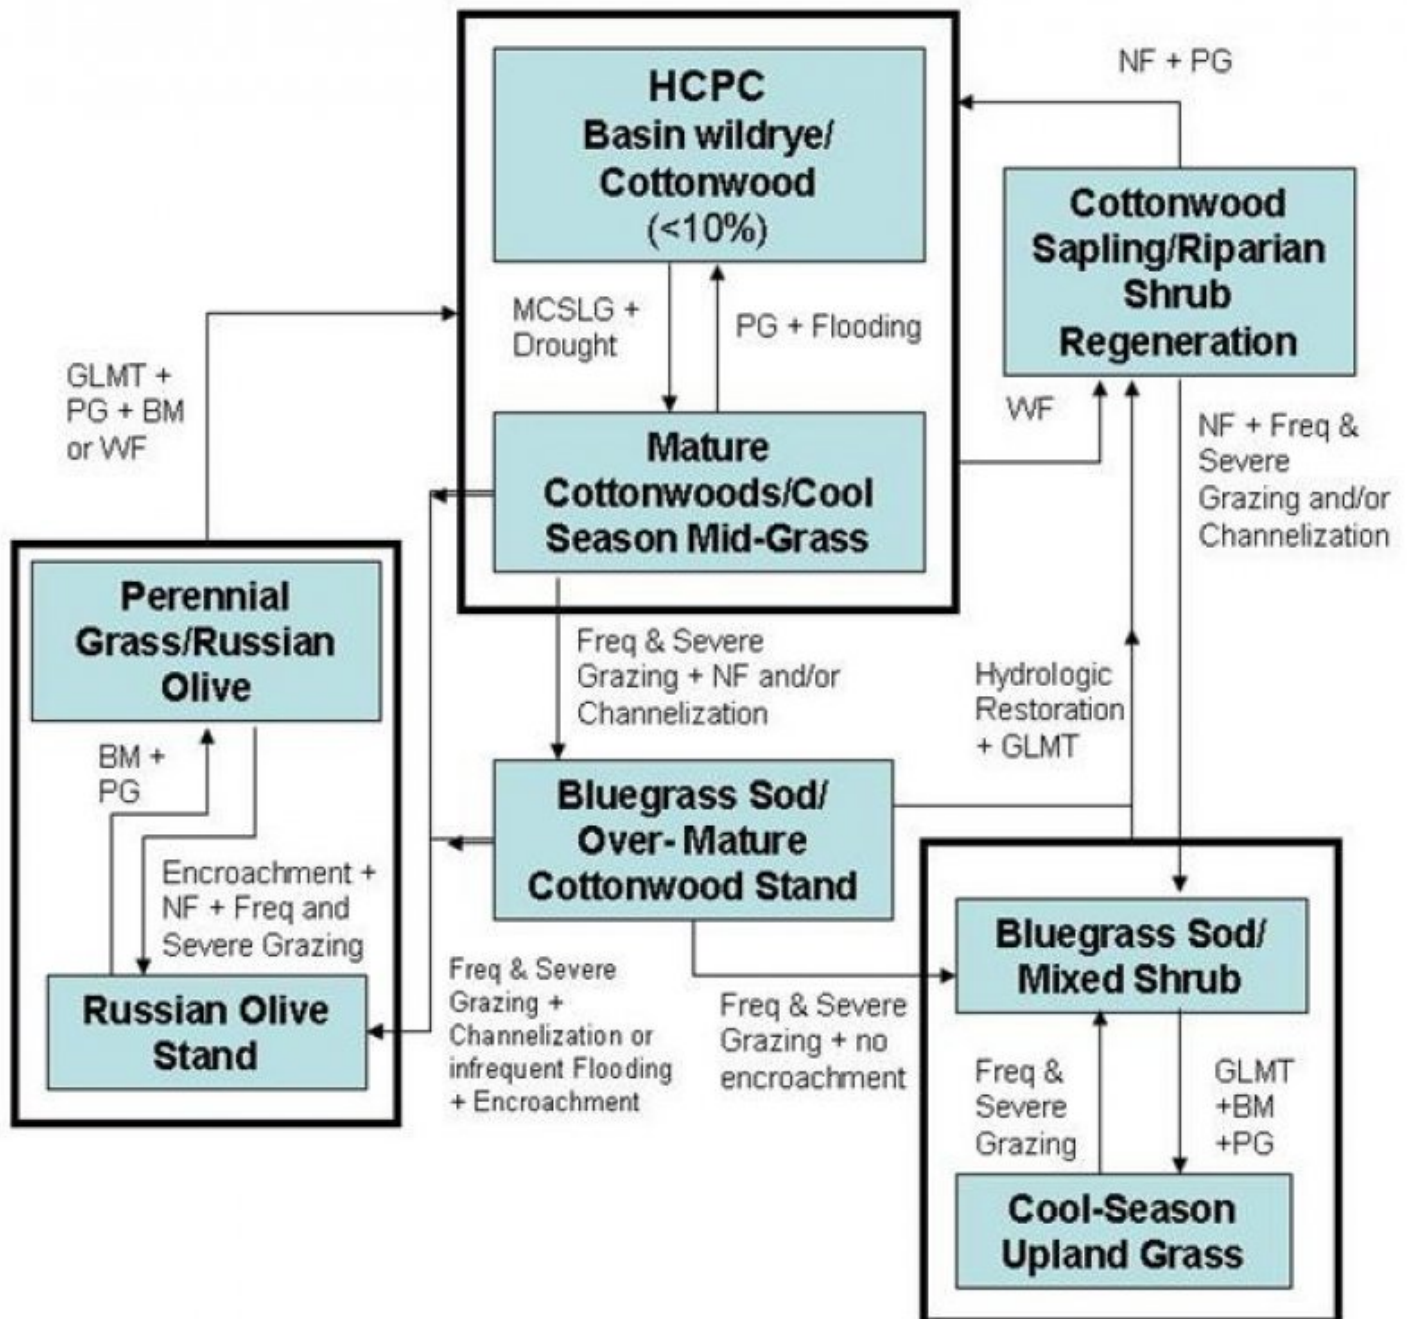 HCPC
Basin wildrye/
Cottonwood
(<10%)
NF + PG
Cottonwood
Sapling/Riparian
Shrub
Regeneration
MCSLG +
Drought
PG + Flooding
GLMT +
PG + BM
or WF
WF
NF + Freq &
Severe
Grazing and/or
Channelization
Mature
Cottonwoods/Cool
Season Mid-Grass
Perennial
Grass/Russian
Olive
Freq & Severe
Grazing + NF and/or
Channelization
Hydrologic
Restoration
+ GLMT
BM +
PG
Bluegrass Sod/
Over- Mature
Cottonwood Stand
Encroachment +
NF + Freq and
Severe Grazing
Bluegrass Sod/
Mixed Shrub
Russian Olive
Stand
Freq & Severe
Grazing +
Channelization or
infrequent Flooding
+ Encroachment
Freq & Severe
Grazing + no
encroachment
Freq &
Severe
Grazing
GLMT
+BM
+PG
Cool-Season
Upland Grass